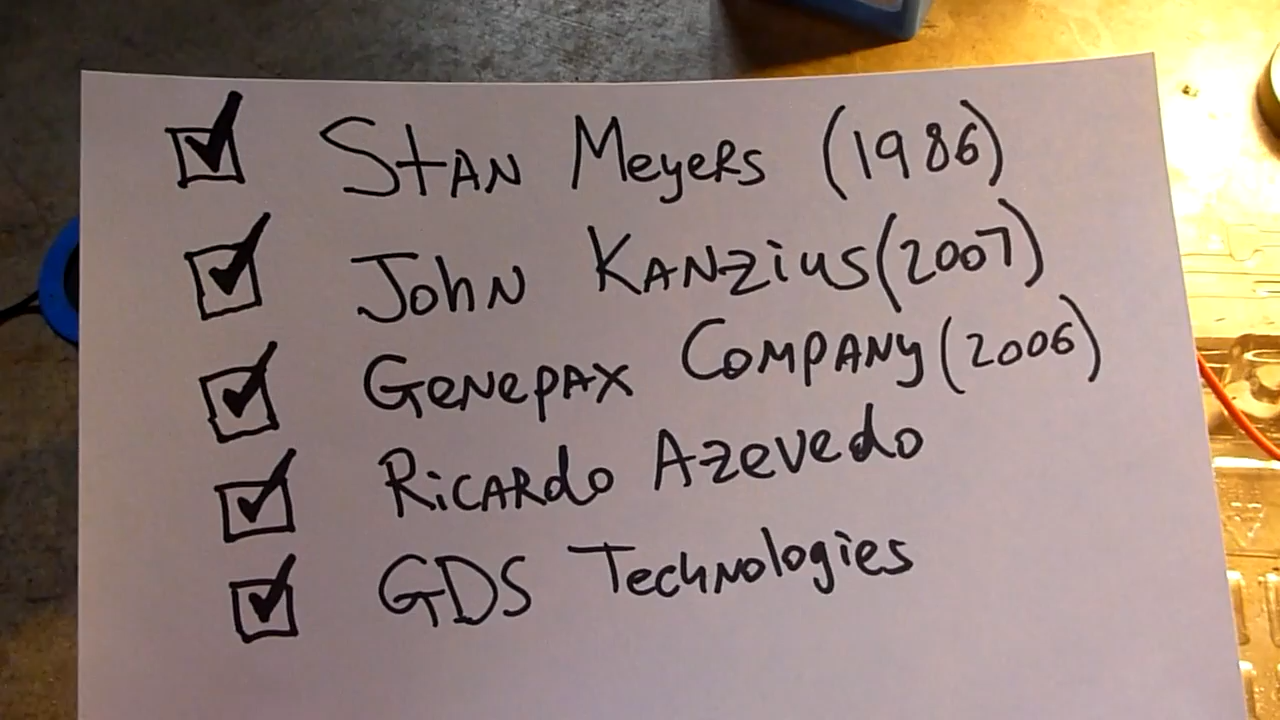 Stan Meyers (1986)
John Kanzius (2007)
Genepax Company (2006)
Ricardo Azevedo
GDS Technologies